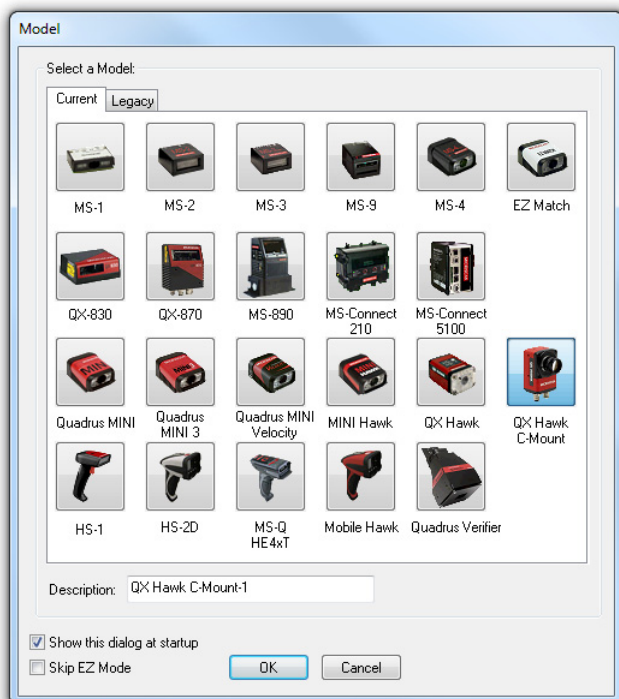 Model
Select a Model:
Current Legacy
MS-1 MS-2 MS-3 MS-9 MS-4 EZ Match
QX-830 QX-870 MS-890 MS-Connect 210 MS-Connect 5100
Quadrus MINI Quadrus MINI 3 Quadrus MINI Velocity MINI Hawk QX Hawk QX Hawk C-Mount
HS-1 HS-2D MS-Q HE4xT Mobile Hawk Quadrus Verifier
Description: QX Hawk C-Mount-1
Show this dialog at startup
Skip EZ Mode OK Cancel